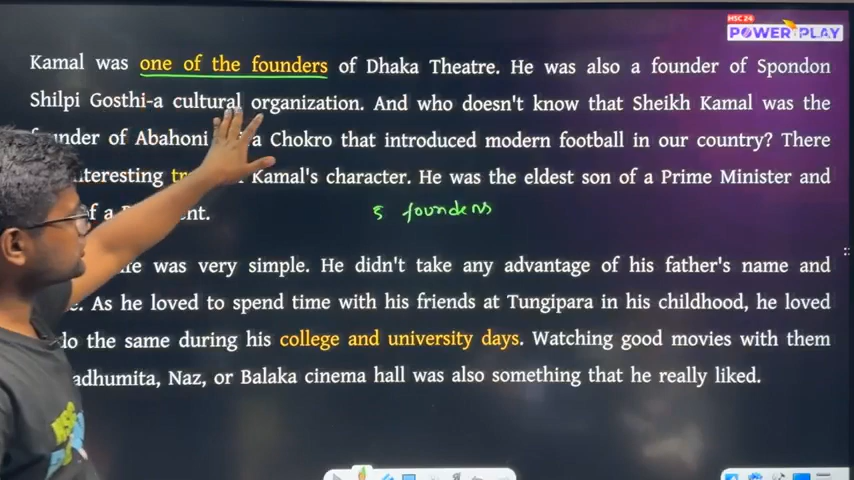 HSC 24
POWER PLAY
Kamal was one of the founders of Dhaka Theatre. He was also a founder of Spondon
Shilpi Gosthi-a cultural organization. And who doesn't know that Sheikh Kamal was the
founder of Abahoni Chokro that introduced modern football in our country? There
interesting Kamal's character. He was the eldest son of a Prime Minister and
of a
5 founders
was very simple. He didn't take any advantage of his father's name and
As he loved to spend time with his friends at Tungipara in his childhood, he loved
do the same during his college and university days. Watching good movies with them
adhumita, Naz, or Balaka cinema hall was also something that he really liked.